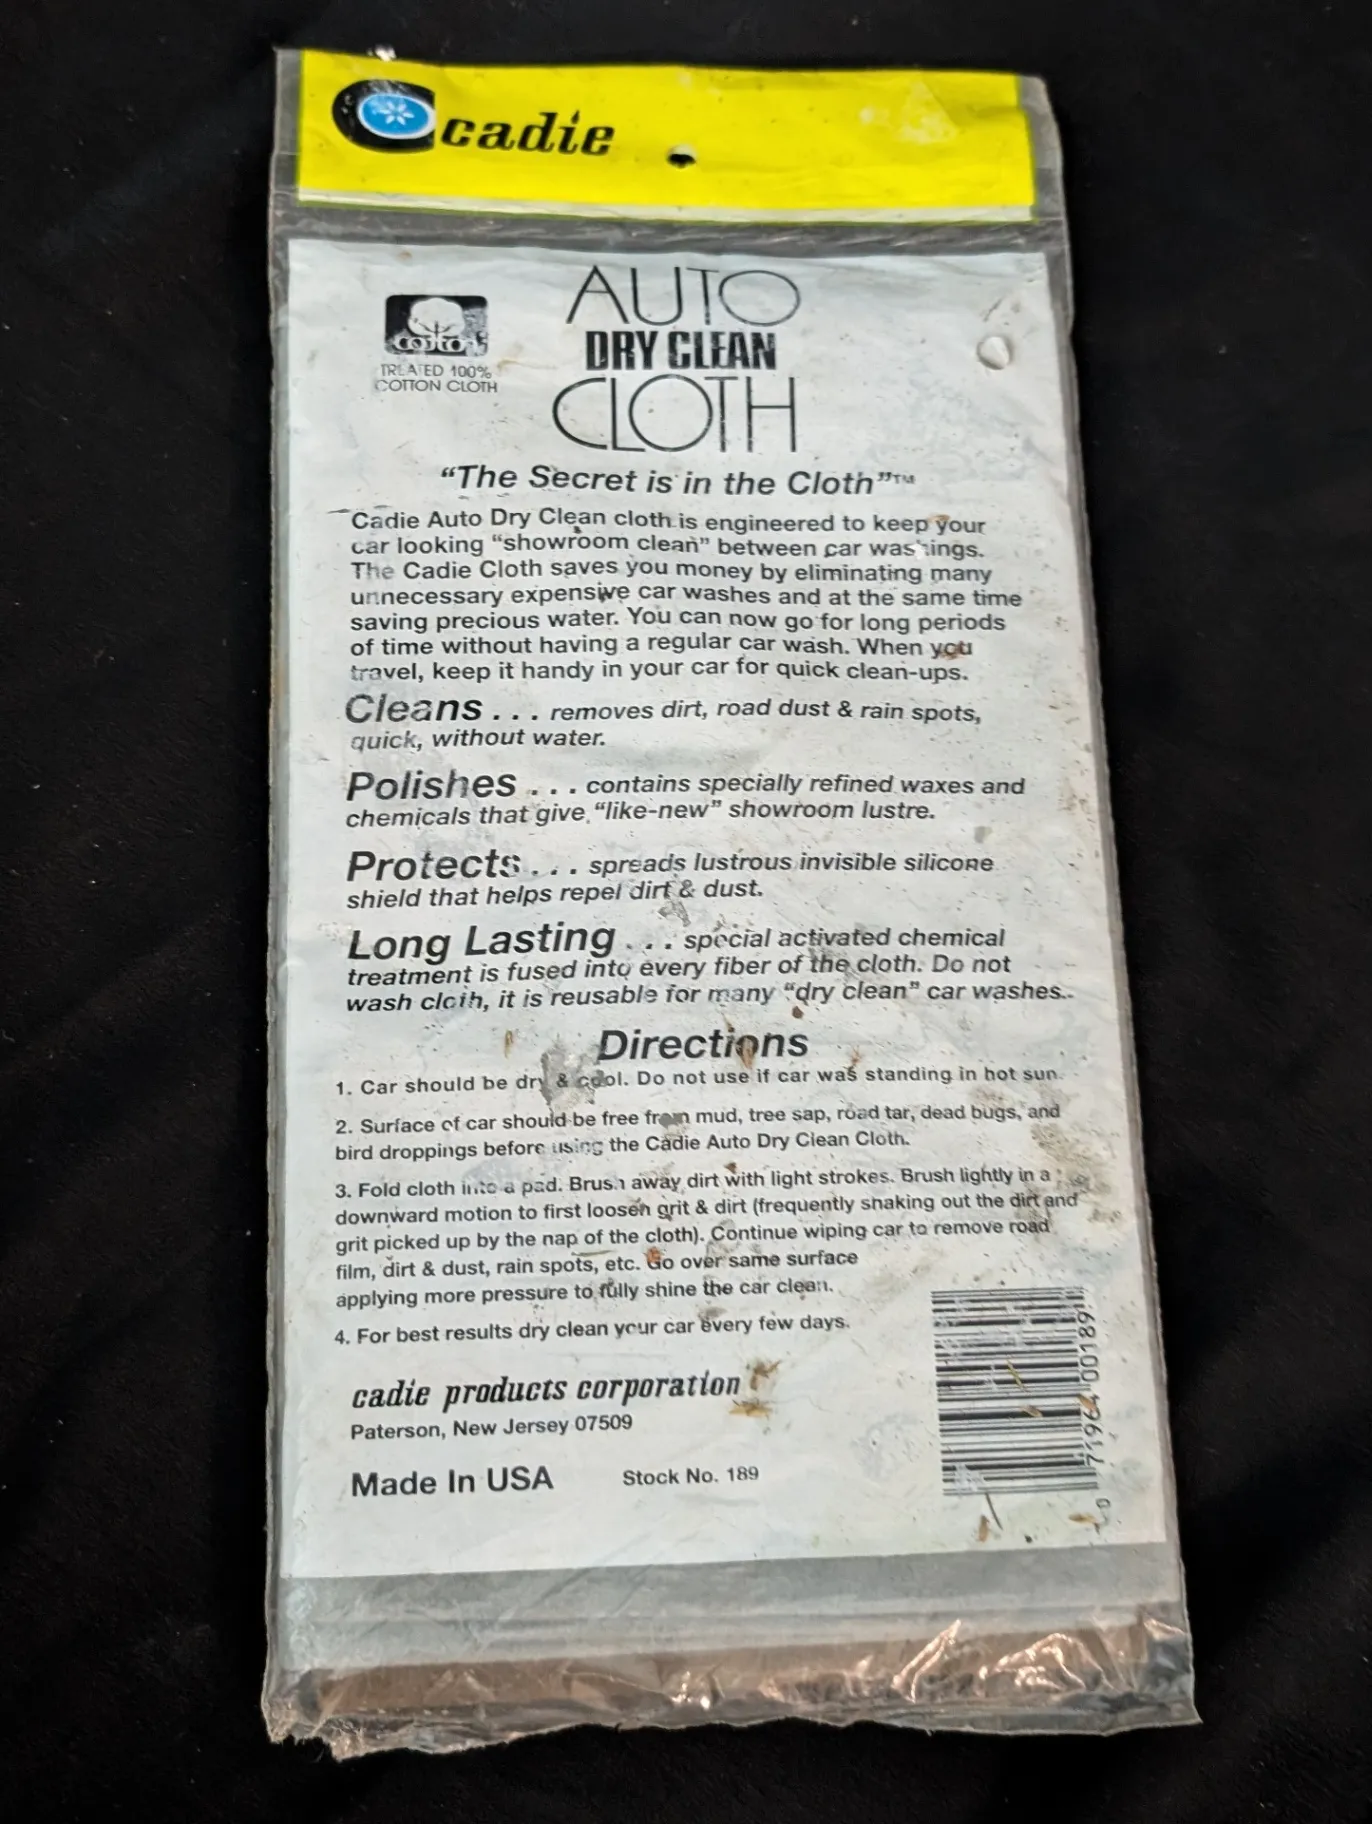 cadie
AUTO
DRY CLEAN
CLOTH
cotton
TREATED 100%
COTTON CLOTH
“The Secret is in the Cloth”™
Cadie Auto Dry Clean cloth is engineered to keep your
car looking “showroom clean” between car washings.
The Cadie Cloth saves you money by eliminating many
unnecessary expensive car washes and at the same time
saving precious water. You can now go for long periods
of time without having a regular car wash. When you
travel, keep it handy in your car for quick clean-ups.
Cleans . . . removes dirt, road dust & rain spots,
quick, without water.
Polishes . . . contains specially refined waxes and
chemicals that give “like-new” showroom lustre.
Protects . . . spreads lustrous invisible silicone
shield that helps repel dirt & dust.
Long Lasting . . . special activated chemical
treatment is fused into every fiber of the cloth. Do not
wash cloth, it is reusable for many “dry clean” car washes.
Directions
1. Car should be dry & cool. Do not use if car was standing in hot sun.
2. Surface of car should be free from mud, tree sap, road tar, dead bugs, and
bird droppings before using the Cadie Auto Dry Clean Cloth.
3. Fold cloth into a pad. Brush away dirt with light strokes. Brush lightly in a
downward motion to first loosen grit & dirt (frequently shaking out the dirt and
grit picked up by the nap of the cloth). Continue wiping car to remove road
film, dirt & dust, rain spots, etc. Go over same surface
applying more pressure to fully shine the car clean.
4. For best results dry clean your car every few days.
cadie products corporation
Paterson, New Jersey 07509
Made In USA Stock No. 189
0 71964 00189 1